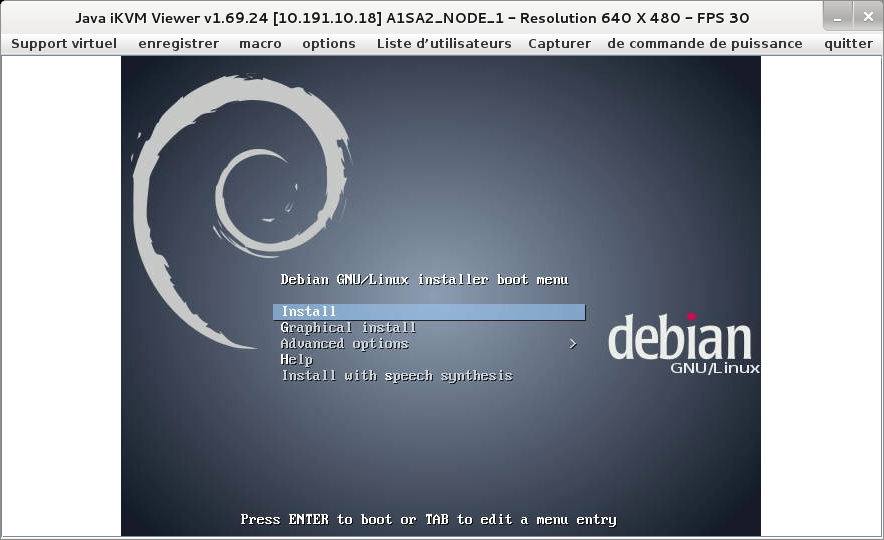 Java iKVM Viewer v1.69.24 [10.191.10.18] A1SA2_NODE_1 - Resolution 640 X 480 - FPS 30
Support virtuel enregistrer macro options Liste d'utilisateurs Capturer de commande de puissance quitter
Debian GNU/Linux installer boot menu
Install
Graphical install
Advanced options >
Help
Install with speech synthesis
debian
GNU/Linux
Press ENTER to boot or TAB to edit a menu entry